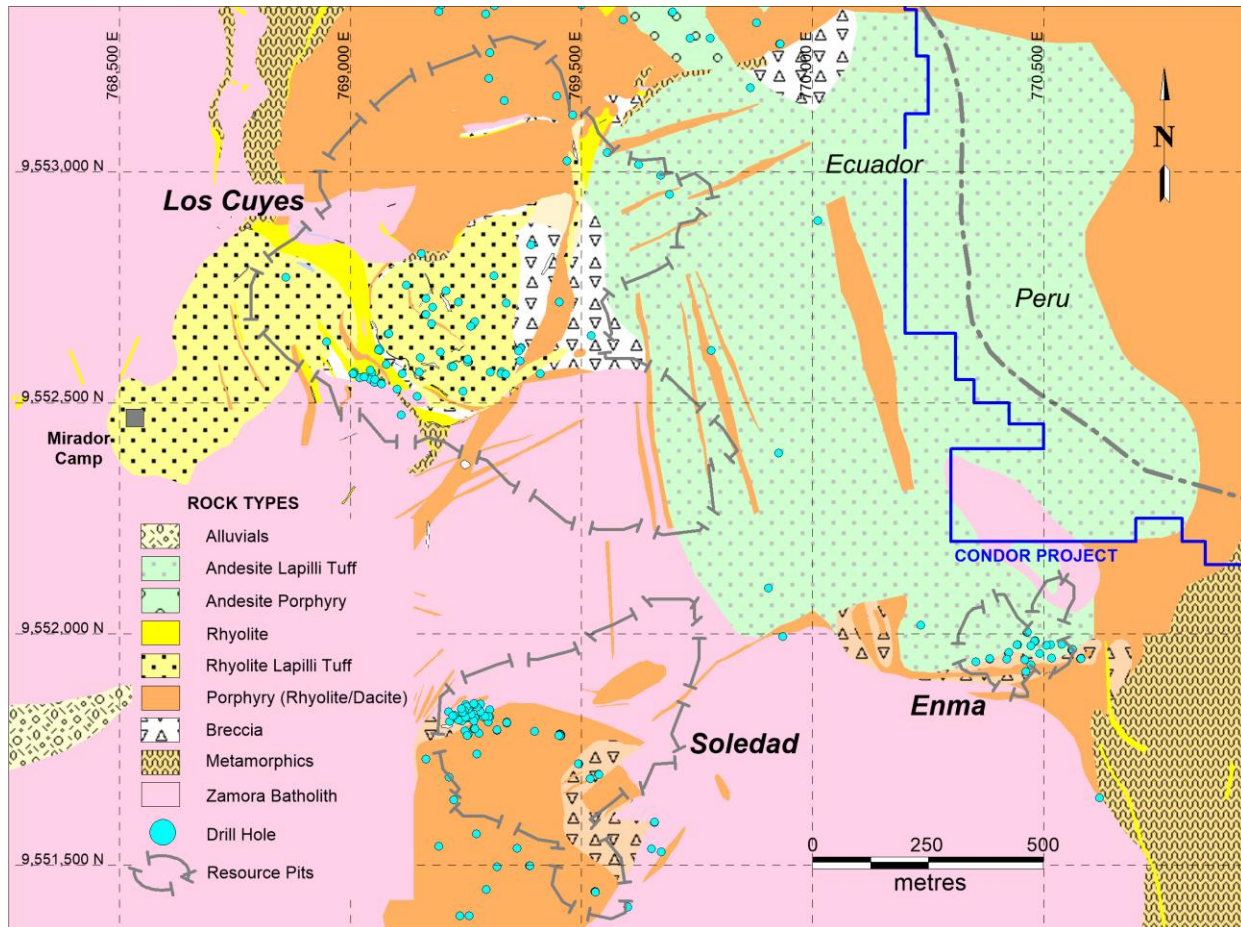 768,500 E
769,000 E
769,500 E
770,000 E
770,500 E
N
9,553,000 N
Ecuador
Los Cuyes
Peru
9,552,500 N
Mirador
Camp
ROCK TYPES
Alluvials
Andesite Lapilli Tuff
Andesite Porphyry
Rhyolite
Rhyolite Lapilli Tuff
Porphyry (Rhyolite/Dacite)
Breccia
Metamorphics
Zamora Batholith
Drill Hole
Resource Pits
CONDOR PROJECT
9,552,000 N
Enma
Soledad
9,551,500 N
0 250 500
metres